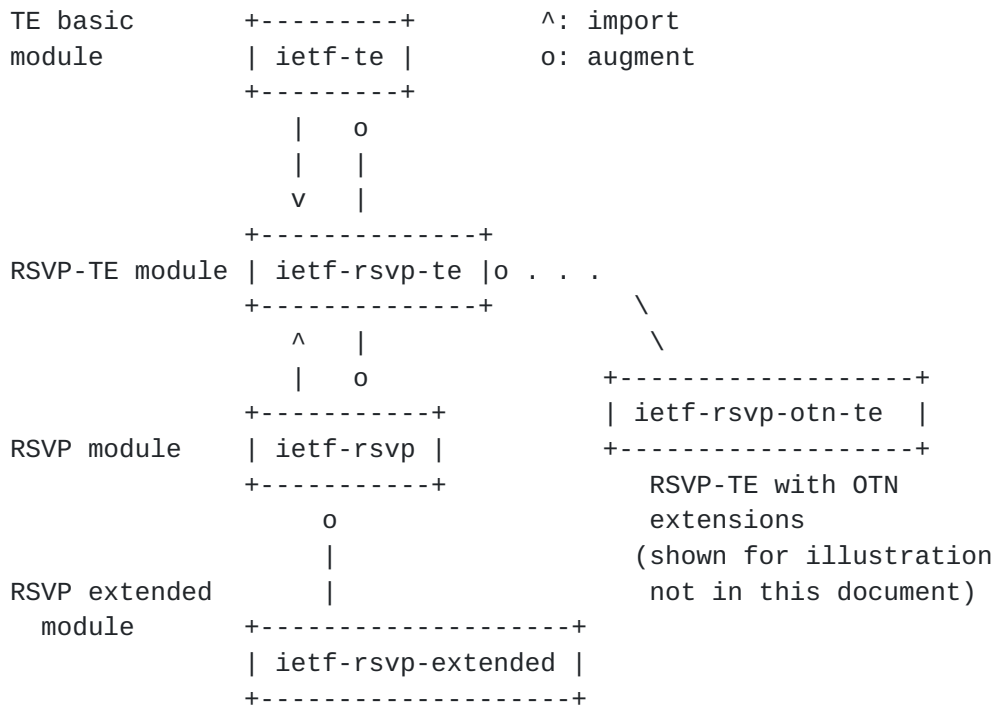 TE basic       +---------+        ^: import
module         | ietf-te |        o: augment
               +---------+
                  |   o
                  |   |
                  v   |
               +--------------+
RSVP-TE module | ietf-rsvp-te |o . . .
               +--------------+         \
                  ^   |                  \
                  |   o               +-------------------+
               +-----------+          | ietf-rsvp-otn-te  |
RSVP module    | ietf-rsvp |          +-------------------+
               +-----------+             RSVP-TE with OTN
                    o                    extensions
                    |                   (shown for illustration
RSVP extended       |                    not in this document)
  module       +--------------------+
               | ietf-rsvp-extended |
               +--------------------+